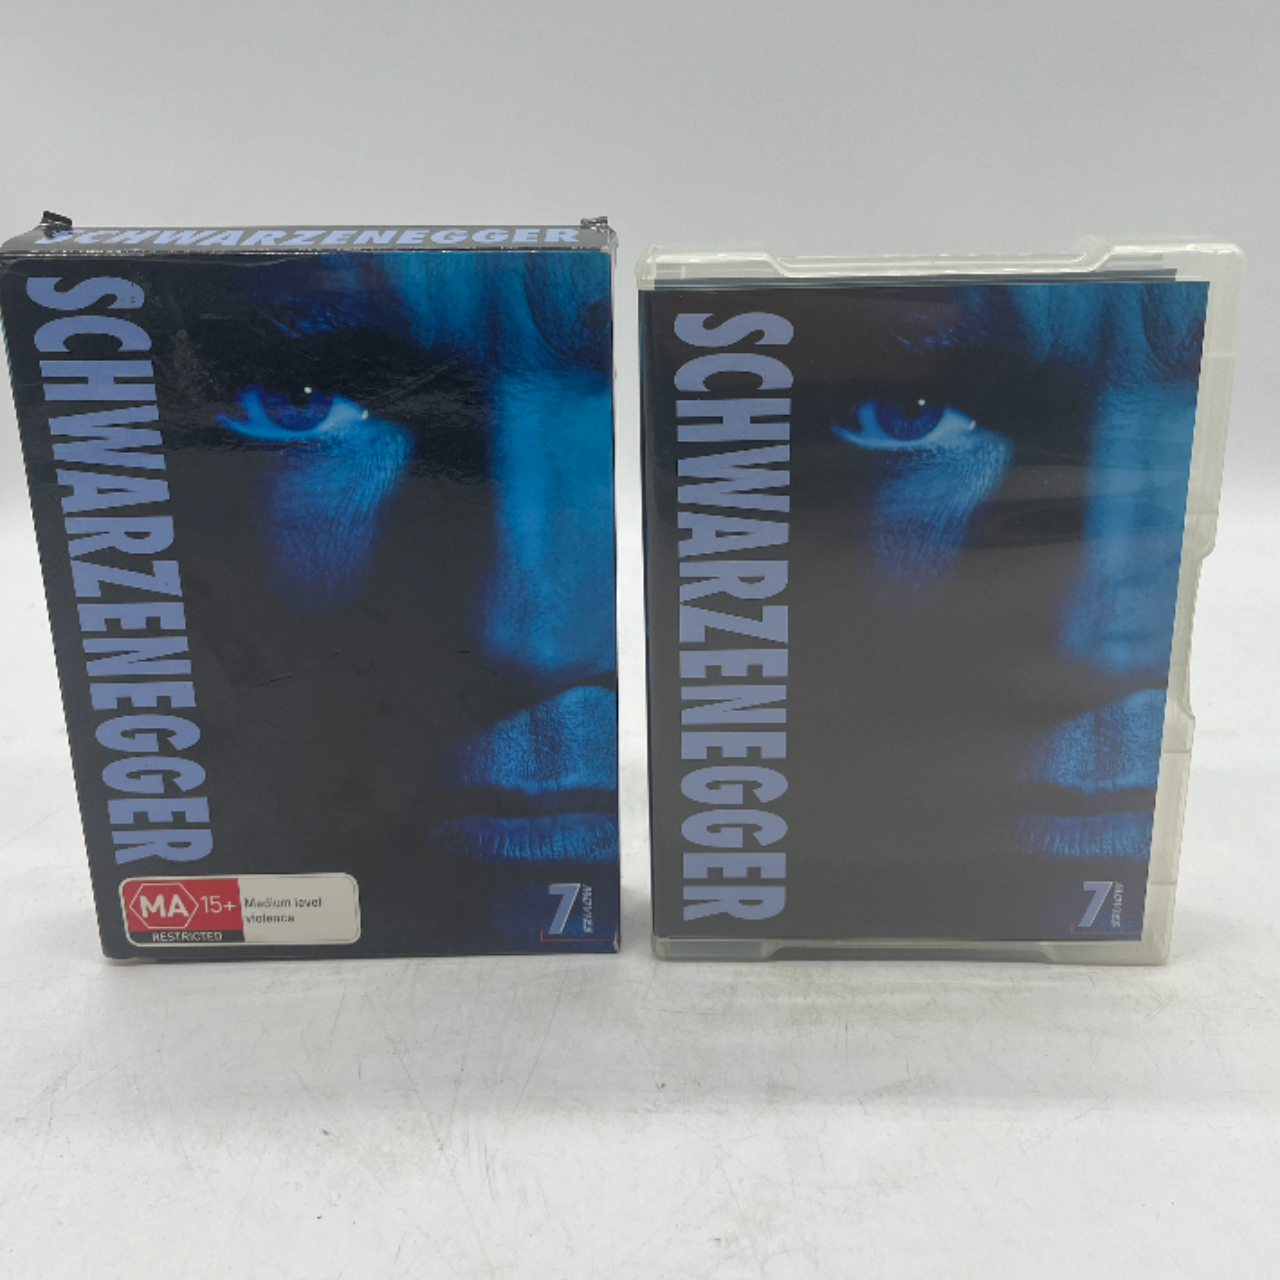 SCHWARZENEGGER
SCHWARZENEGGER
MA 15+
RESTRICTED
Medium level
violence
7 MOVIES
SCHWARZENEGGER
7 MOVIES